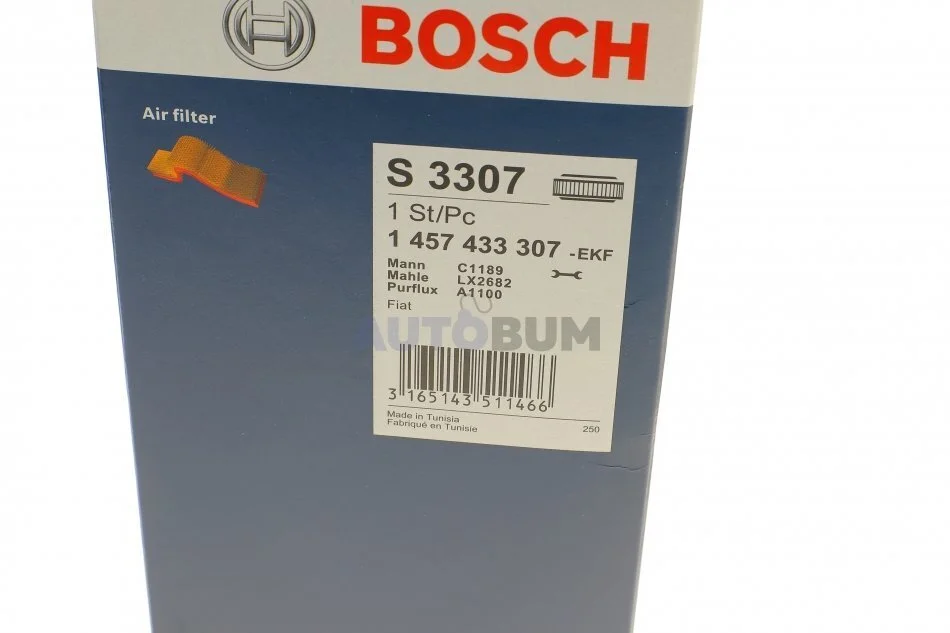 BOSCH
Air filter
S 3307
1 St/Pc
1 457 433 307 -EKF
Mann C1189
Mahle LX2682
Purflux A1100
Fiat
AUTOBUM
3 165143 511466
Made in Tunisia
Fabriqué en Tunisie
250